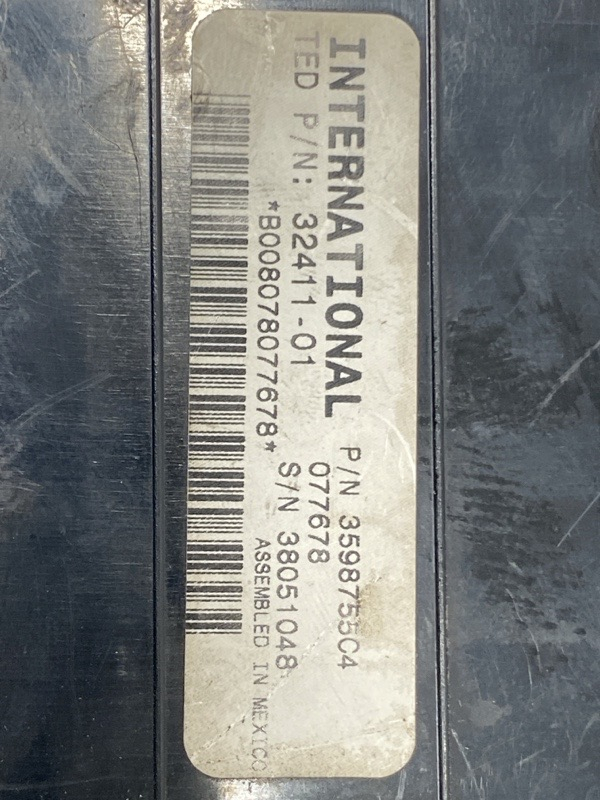 INTERNATIONAL P/N 3598755C4
TED P/N: 32411-01 077678
*B008078077678* S/N 38051048
ASSEMBLED IN MEXICO